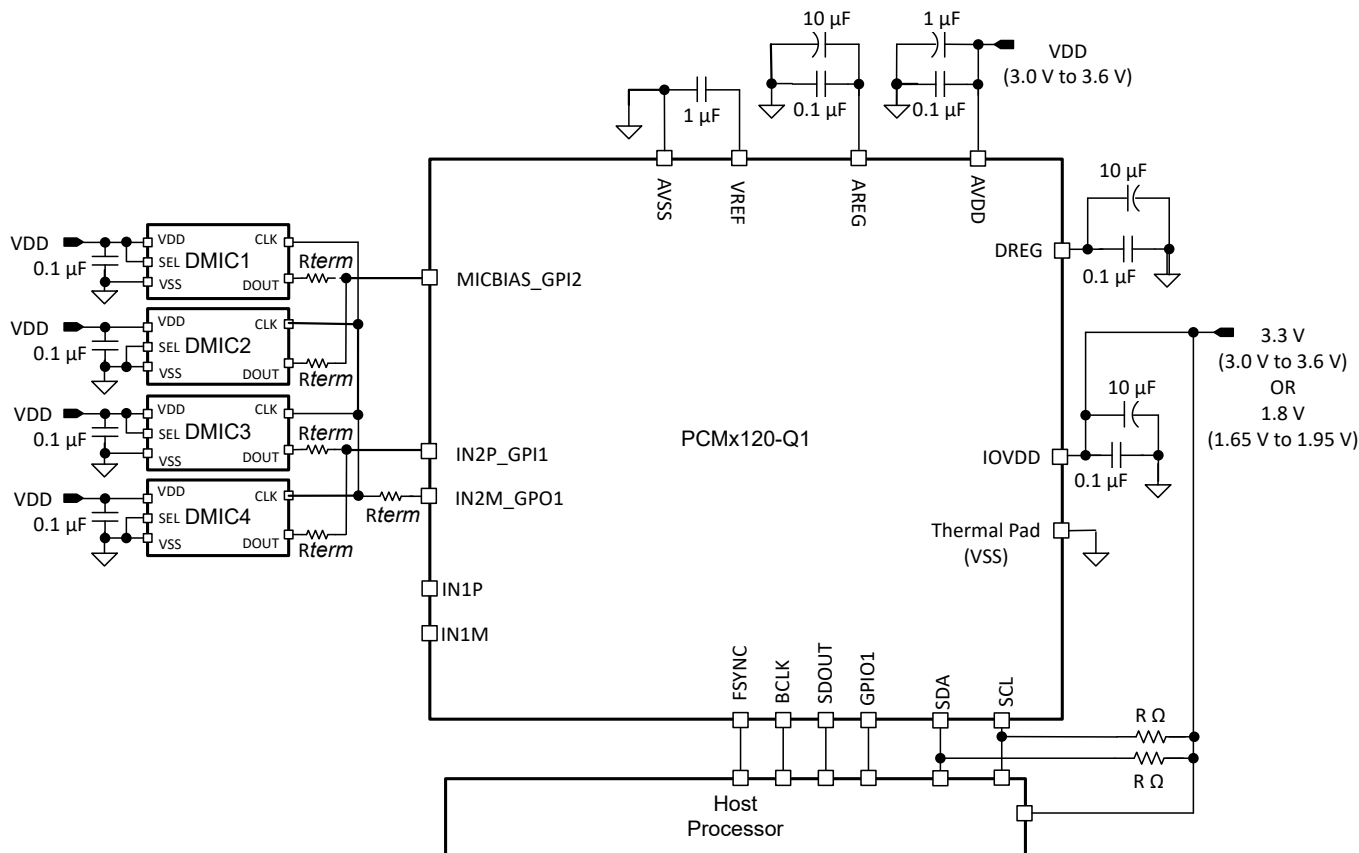 10 µF
1 µF
VDD
(3.0 V to 3.6 V)
1 µF
0.1 µF
0.1 µF
AVSS
VREF
AREG
AVDD
10 µF
DREG
0.1 µF
VDD
0.1 µF
VDD
SEL
VSS
DMIC1
CLK
DOUT
Rterm
MICBIAS_GPI2
VDD
0.1 µF
VDD
SEL
VSS
DMIC2
CLK
DOUT
Rterm
VDD
0.1 µF
VDD
SEL
VSS
DMIC3
CLK
DOUT
Rterm
IN2P_GPI1
VDD
0.1 µF
VDD
SEL
VSS
DMIC4
CLK
DOUT
Rterm
Rterm
IN2M_GPO1
PCMx120-Q1
3.3 V
(3.0 V to 3.6 V)
OR
1.8 V
(1.65 V to 1.95 V)
10 µF
IOVDD
0.1 µF
Thermal Pad
(VSS)
IN1P
IN1M
FSYNC
BCLK
SDOUT
GPIO1
SDA
SCL
R Ω
R Ω
Host
Processor